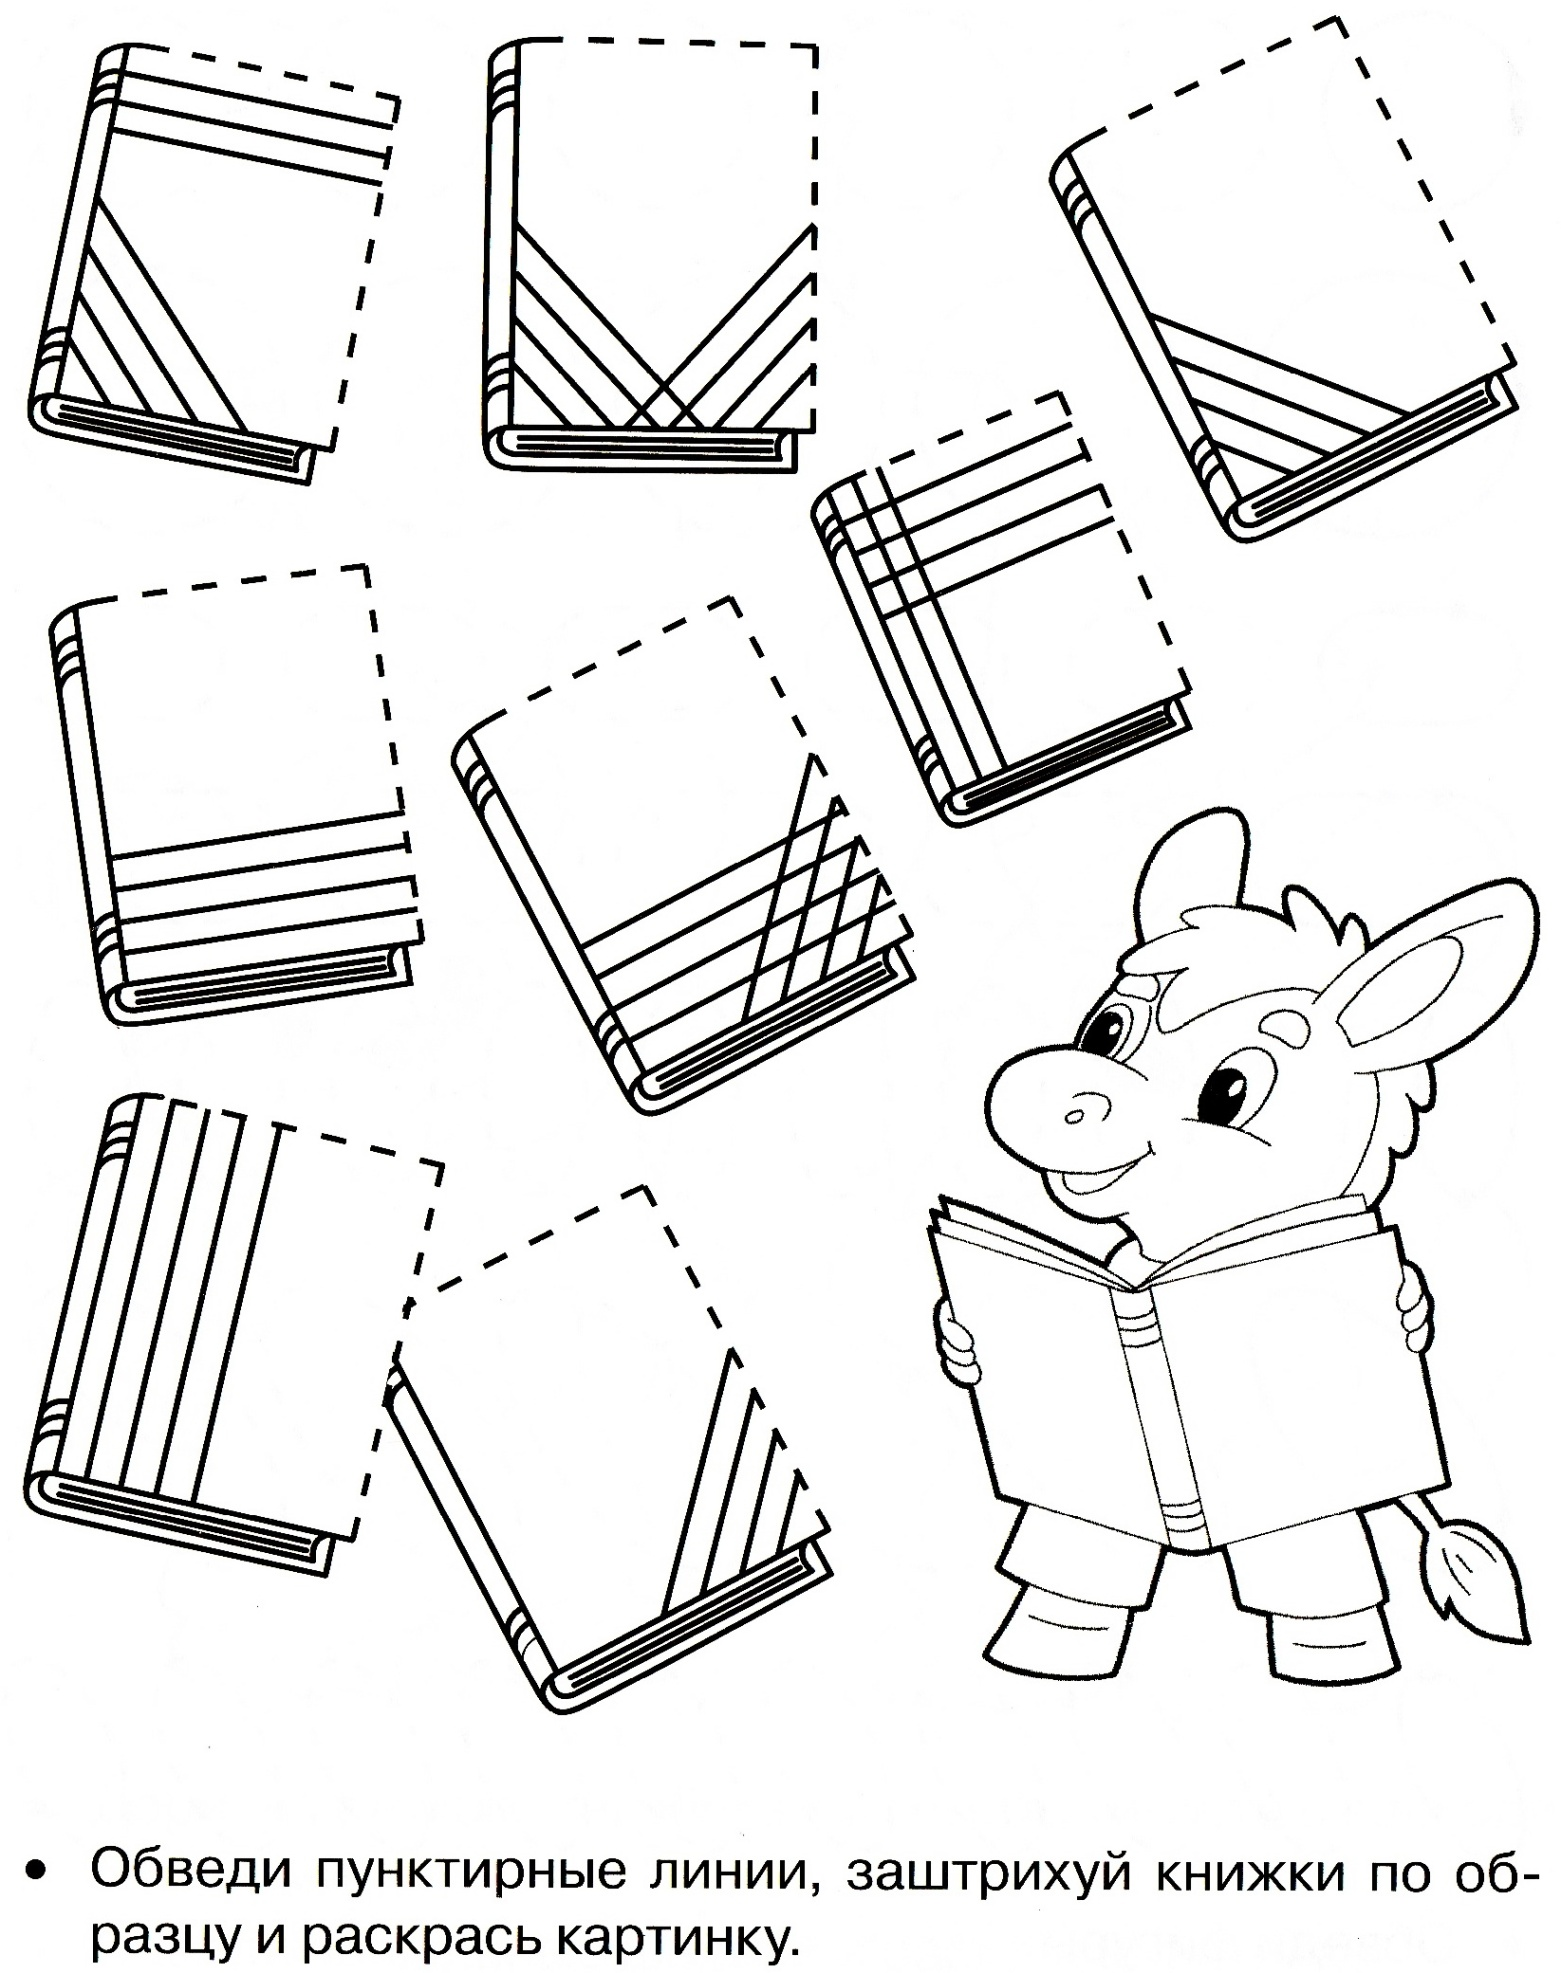 • Обведи пунктирные линии, заштрихуй книжки по об-
разцу и раскрась картинку.